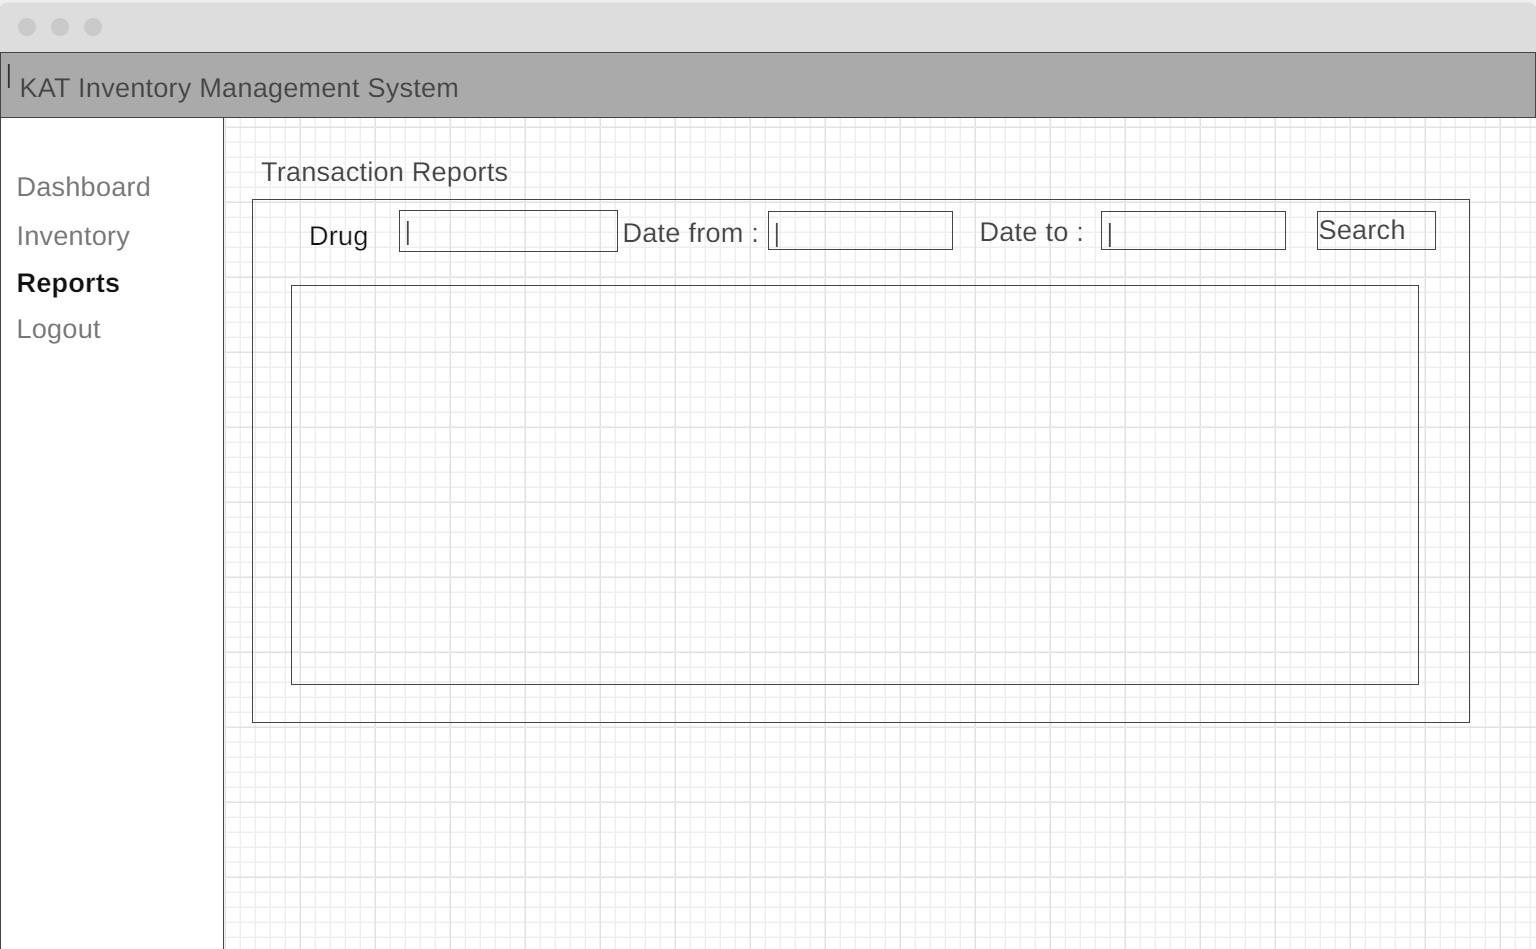 KAT Inventory Management System
Dashboard
Inventory
Reports
Logout
Transaction Reports
Drug | Date from : | Date to : | Search